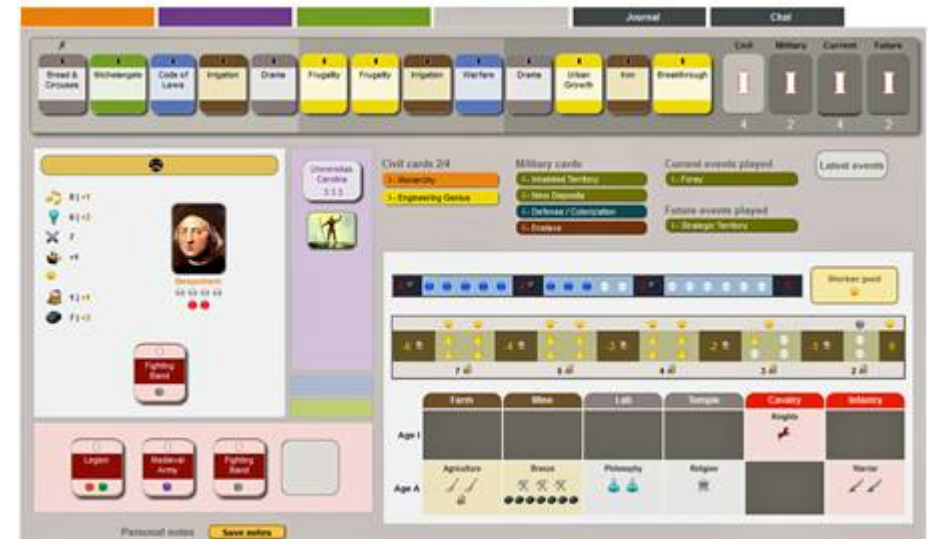 Journal
Chat
Bread & Circuses
Michelangelo
Code of Laws
Irrigation
Drama
Frugality
Frugality
Irrigation
Warfare
Drama
Urban Growth
Iron
Breakthrough
Civil
Military
Current
Future
I
I
I
I
4
2
4
2
Universitas Carolina
3 3 3
Civil cards 2/4
I - Monarchy
I - Engineering Genius
Military cards
I - Inhabited Territory
I - New Deposits
I - Defense / Colonization
I - Enslave
Current events played
I - Foray
Future events played
I - Strategic Territory
Latest events
Despotism
Worker pool
Fighting Band
Legion
Medieval Army
Fighting Band
Farm
Mine
Lab
Temple
Cavalry
Infantry
Age I
Knights
Age A
Agriculture
Bronze
Philosophy
Religion
Warrior
Personal notes
Save notes